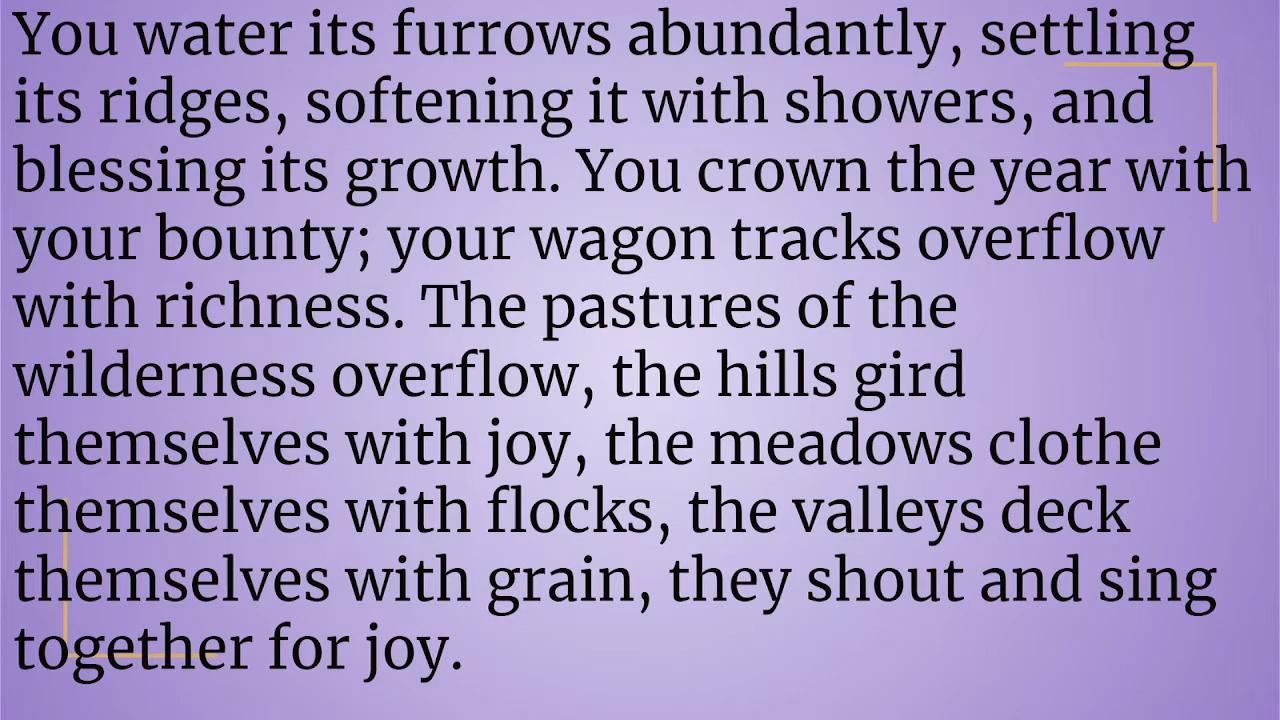 You water its furrows abundantly, settling
its ridges, softening it with showers, and
blessing its growth. You crown the year with
your bounty; your wagon tracks overflow
with richness. The pastures of the
wilderness overflow, the hills gird
themselves with joy, the meadows clothe
themselves with flocks, the valleys deck
themselves with grain, they shout and sing
together for joy.